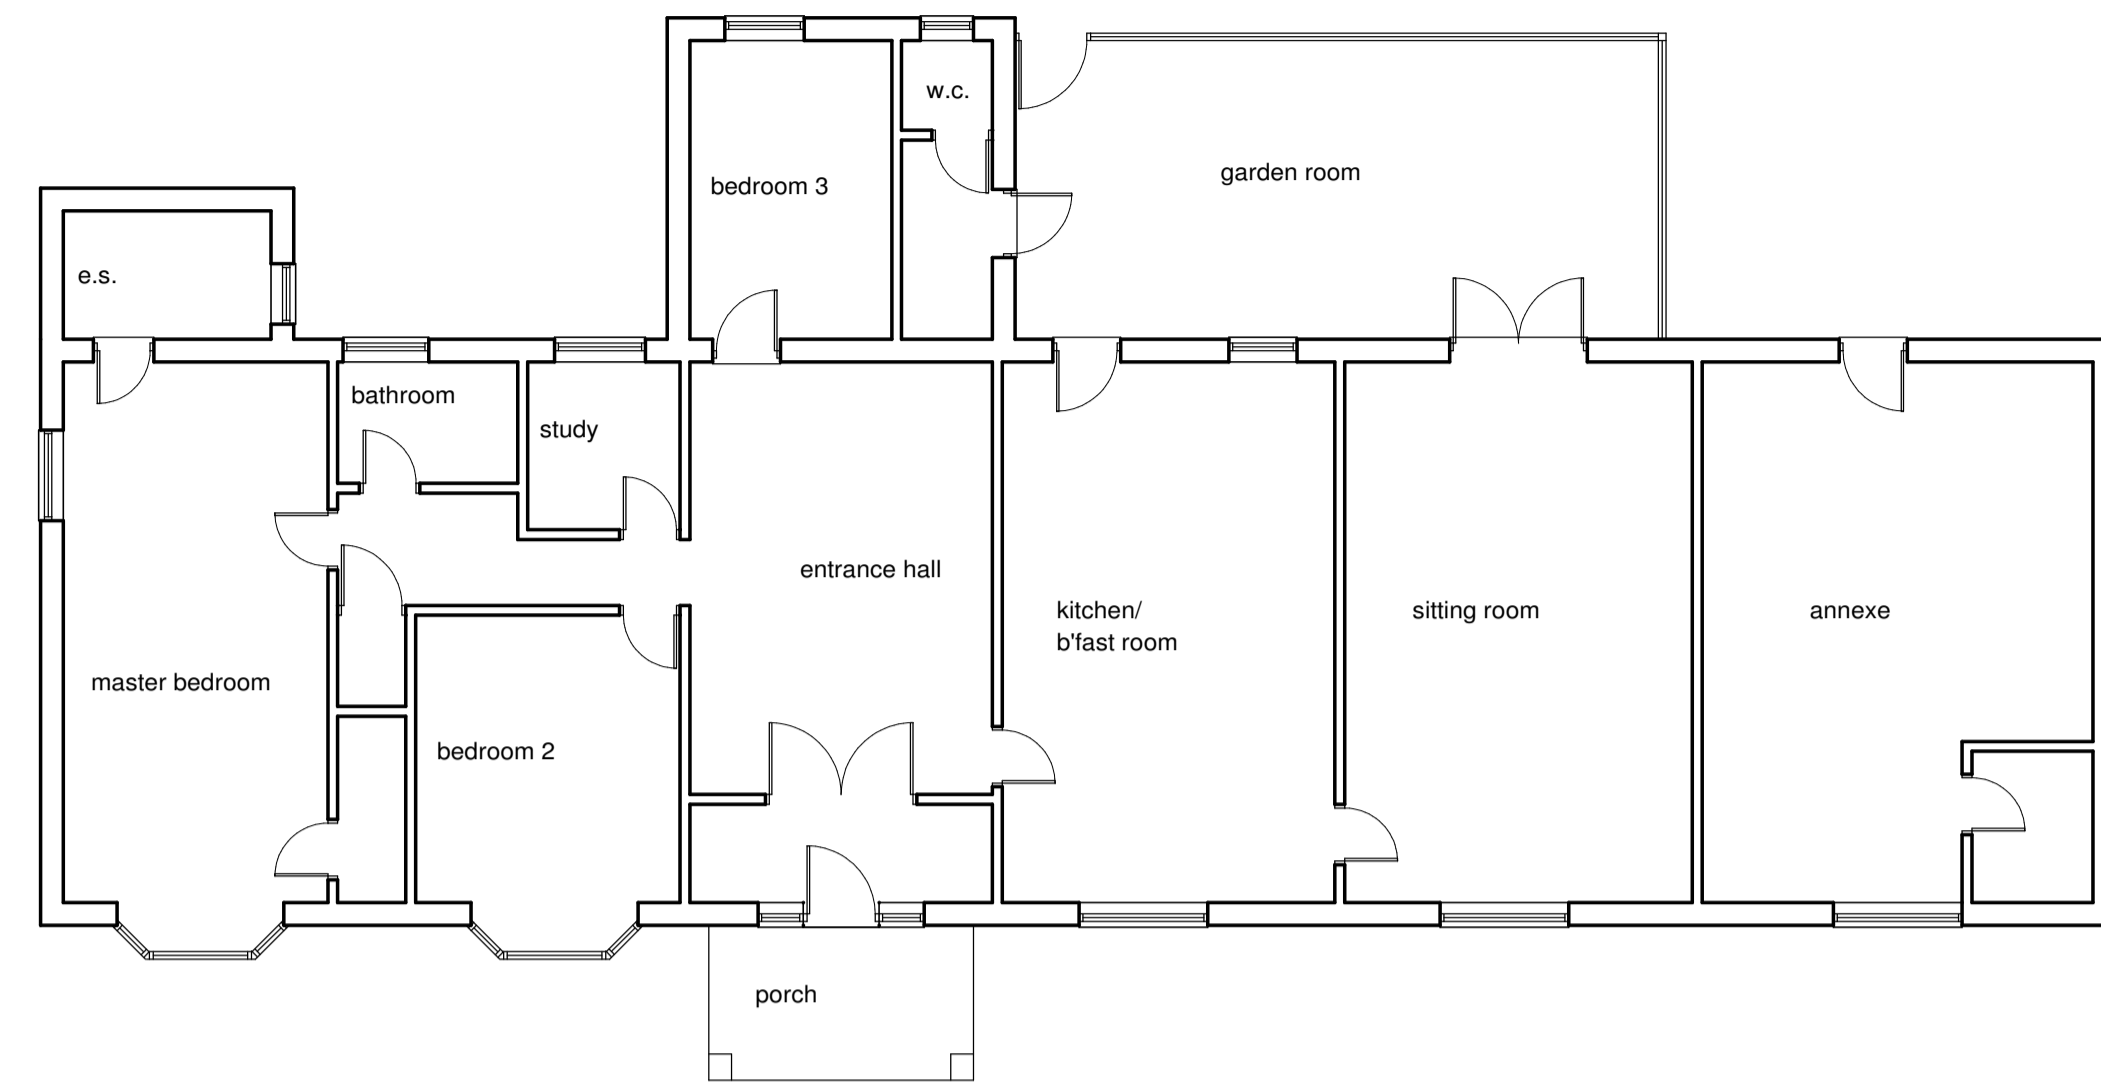 w.c.
garden room
bedroom 3
e.s.
bathroom
study
entrance hall
kitchen/
b'fast room
sitting room
annexe
master bedroom
bedroom 2
porch